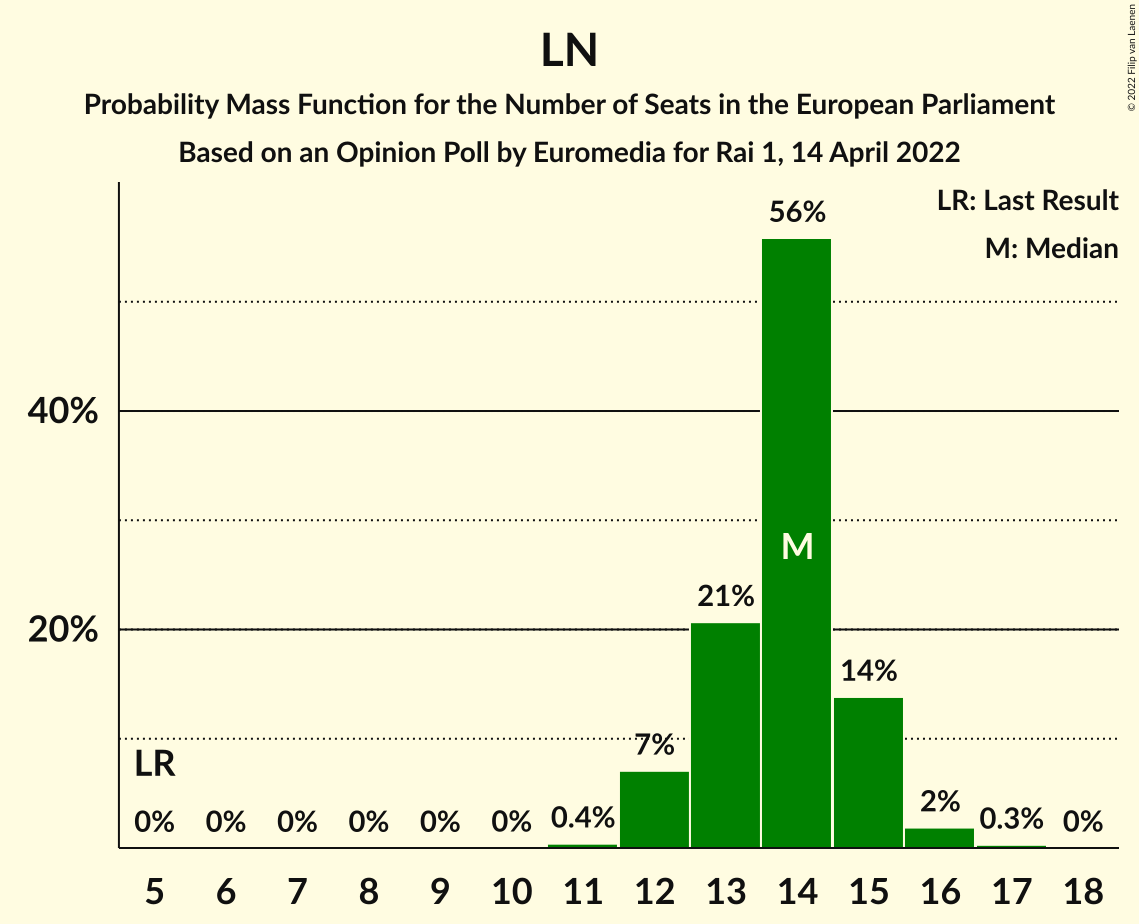 LN
Probability Mass Function for the Number of Seats in the European Parliament
Based on an Opinion Poll by Euromedia for Rai 1, 14 April 2022
© 2022 Filip van Laenen
LR: Last Result
M: Median
56%
40%
M
21%
20%
14%
7%
LR
2%
0% 0% 0% 0% 0% 0% 0.4% 0.3% 0%
5 6 7 8 9 10 11 12 13 14 15 16 17 18